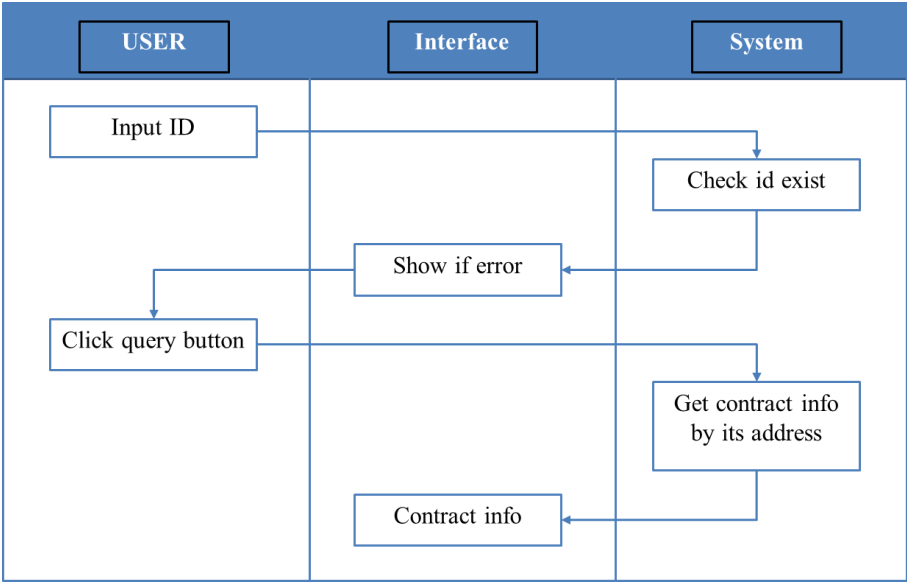 USER
Interface
System
Input ID
Check id exist
Show if error
Click query button
Get contract info
by its address
Contract info